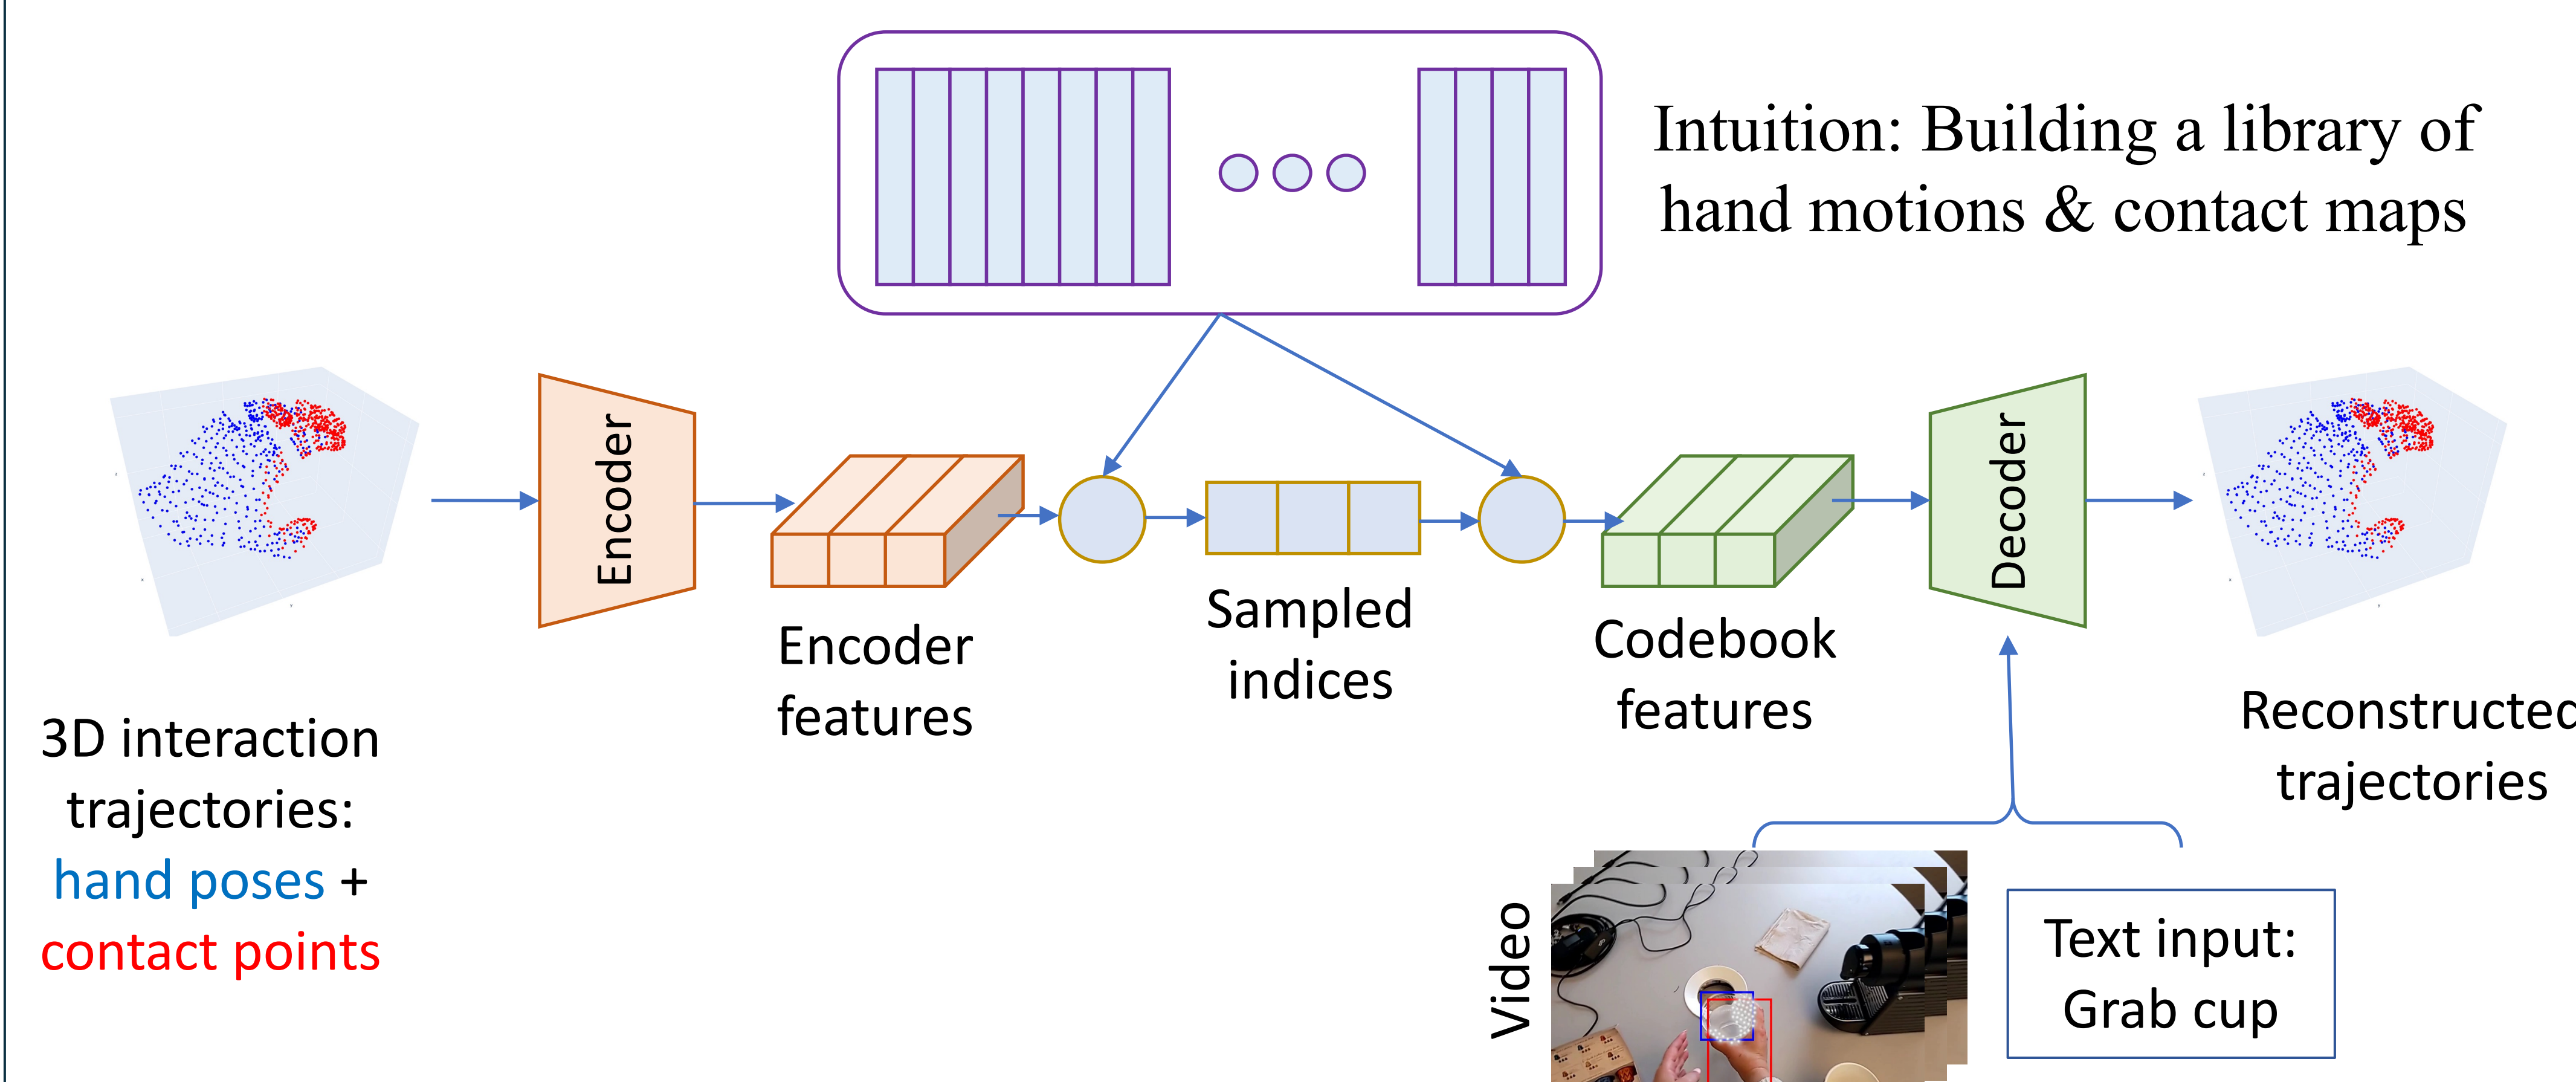 Intuition: Building a library of
hand motions & contact maps
Encoder
Decoder
Encoder
features
Sampled
indices
Codebook
features
3D interaction
trajectories:
hand poses +
contact points
Reconstructed
trajectories
Video
Text input:
Grab cup